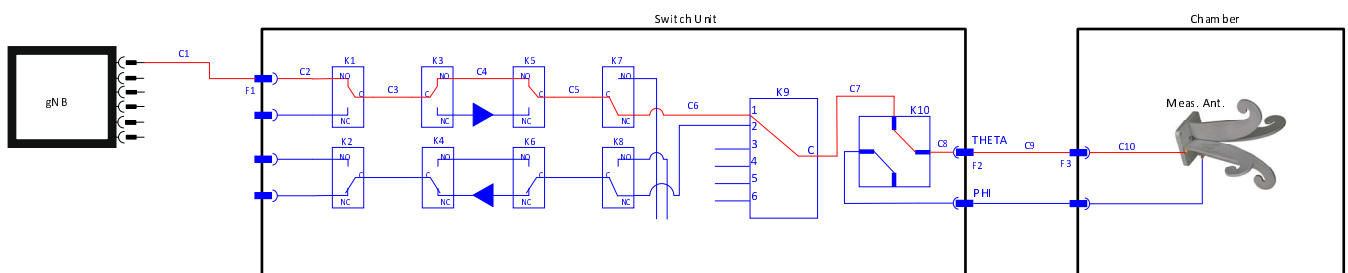 Switch Unit
Chamber
gNB
C1
F1
C2
K1
NO
C
NC
C3
K3
NO
C
NC
C4
K5
NO
C
NC
C5
K7
NO
C
NC
C6
K2
NO
C
NC
K4
NO
C
NC
K6
NO
C
NC
K8
NO
C
NC
K9
1
2
3
4
5
6
C
C7
K10
C8
THETA
F2
PHI
C9
F3
C10
Meas. Ant.